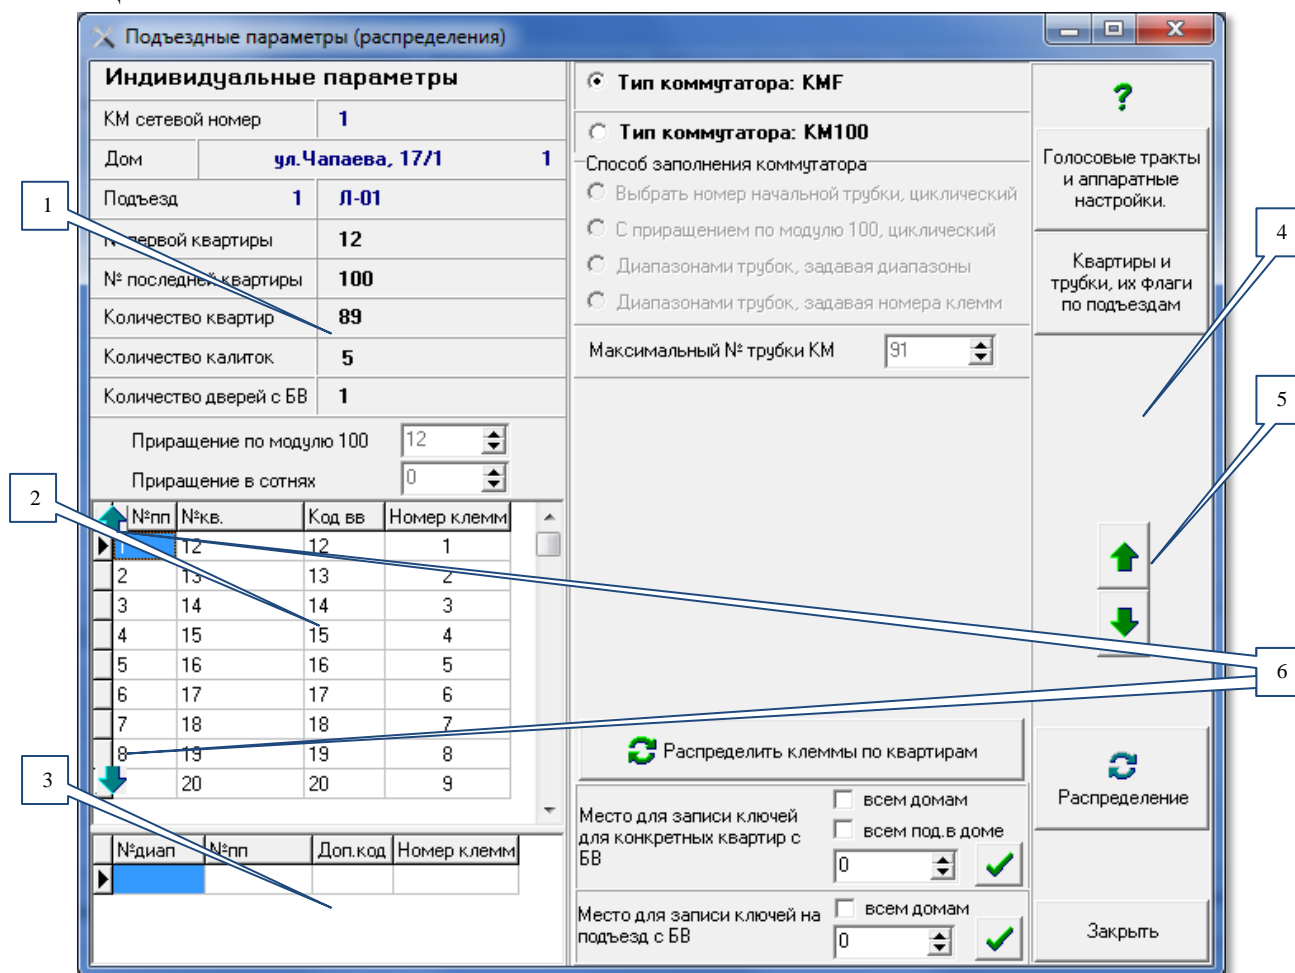 Подъездные параметры (распределения)
Индивидуальные параметры
КМ сетевой номер 1
Дом ул.Чапаева, 17/1 1
Подъезд 1 Л-01
№ первой квартиры 12
№ последней квартиры 100
Количество квартир 89
Количество калиток 5
Количество дверей с БВ 1
Приращение по модулю 100 12
Приращение в сотнях 0
№пп №кв. Код вв Номер клемм
1 12 12 1
2 13 13 2
3 14 14 3
4 15 15 4
5 16 16 5
6 17 17 6
7 18 18 7
8 19 19 8
20 20 9
№диап №пп Доп.код Номер клемм
Тип коммутатора: KMF
Тип коммутатора: KM100
Способ заполнения коммутатора
Выбрать номер начальной трубки, циклический
С приращением по модулю 100, циклический
Диапазонами трубок, задавая диапазоны
Диапазонами трубок, задавая номера клемм
Максимальный № трубки КМ 91
Распределить клеммы по квартирам
Место для записи ключей
для конкретных квартир с
БВ
всем домам
всем под.в доме
0
Место для записи ключей на
подъезд с БВ
всем домам
0
?
Голосовые тракты
и аппаратные
настройки.
Квартиры и
трубки, их флаги
по подъездам
Распределение
Закрыть
1
2
3
4
5
6